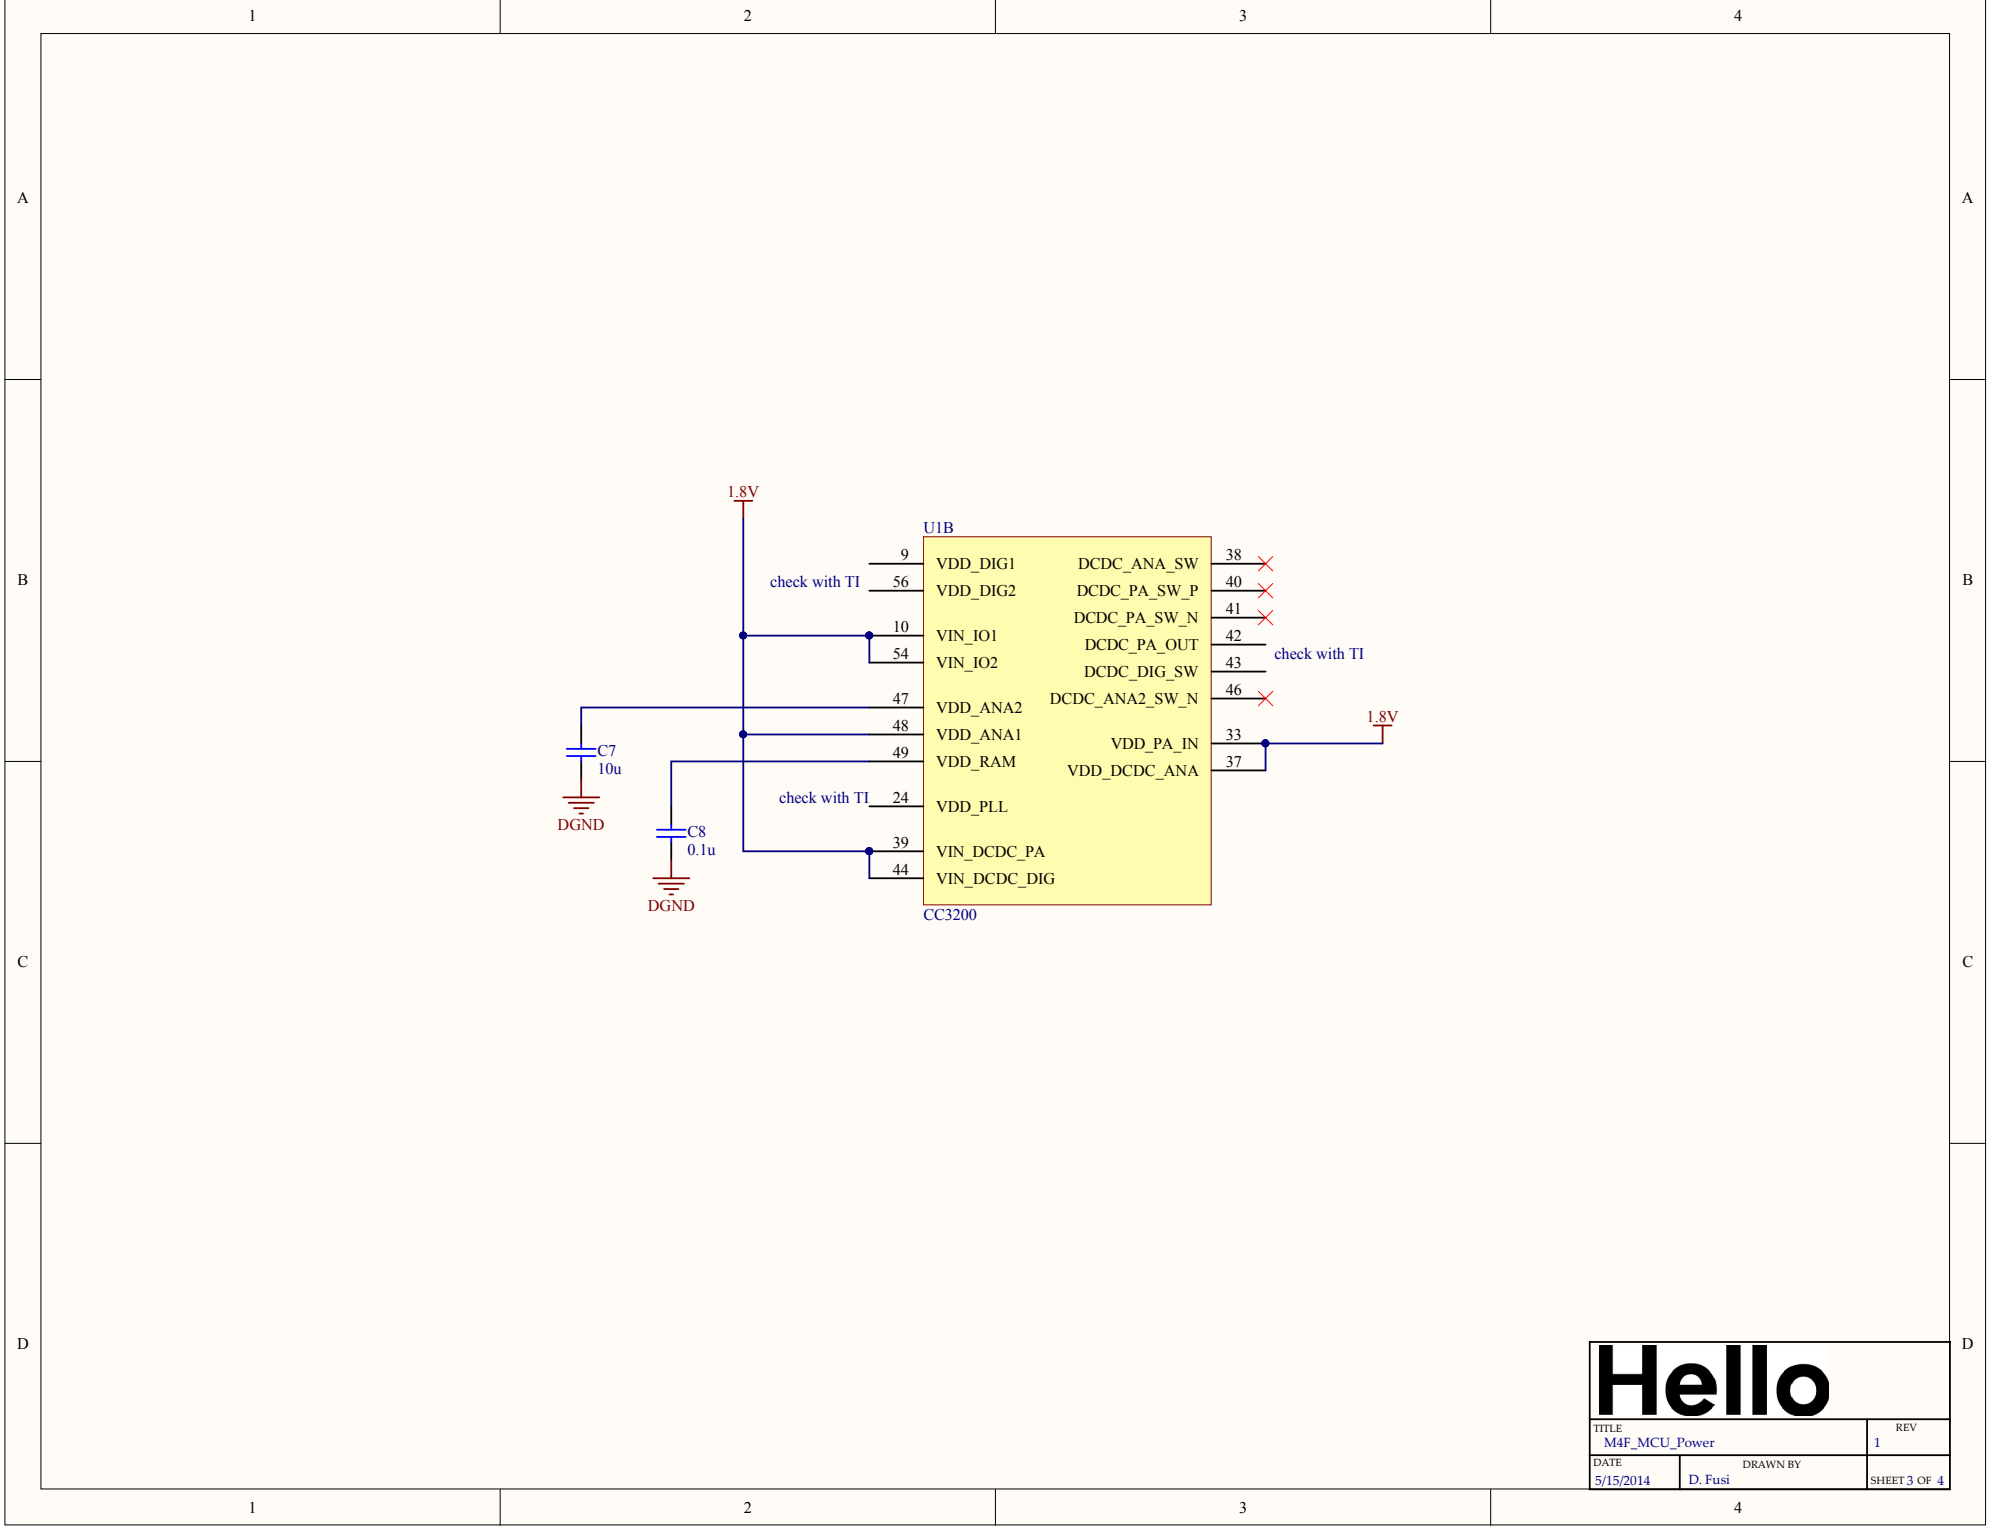 1 2 3 4
A A
1.8V
U1B
9 VDD_DIG1 DCDC_ANA_SW 38
check with TI
56 VDD_DIG2 DCDC_PA_SW_P 40
B B
DCDC_PA_SW_N 41
10 VIN_IO1
DCDC_PA_OUT 42
check with TI
54 VIN_IO2
DCDC_DIG_SW 43
DCDC_ANA2_SW_N 46
47 VDD_ANA2
1.8V
48 VDD_ANA1
VDD_PA_IN 33
C7
49 VDD_RAM
10u
VDD_DCDC_ANA 37
check with TI
24 VDD_PLL
DGND
C8
0.1u
39 VIN_DCDC_PA
44 VIN_DCDC_DIG
DGND
CC3200
C C
D D
Hello
TITLE REV
M4F_MCU_Power 1
DATE DRAWN BY
5/15/2014 D. Fusi SHEET 3 OF 4
1 2 3 4